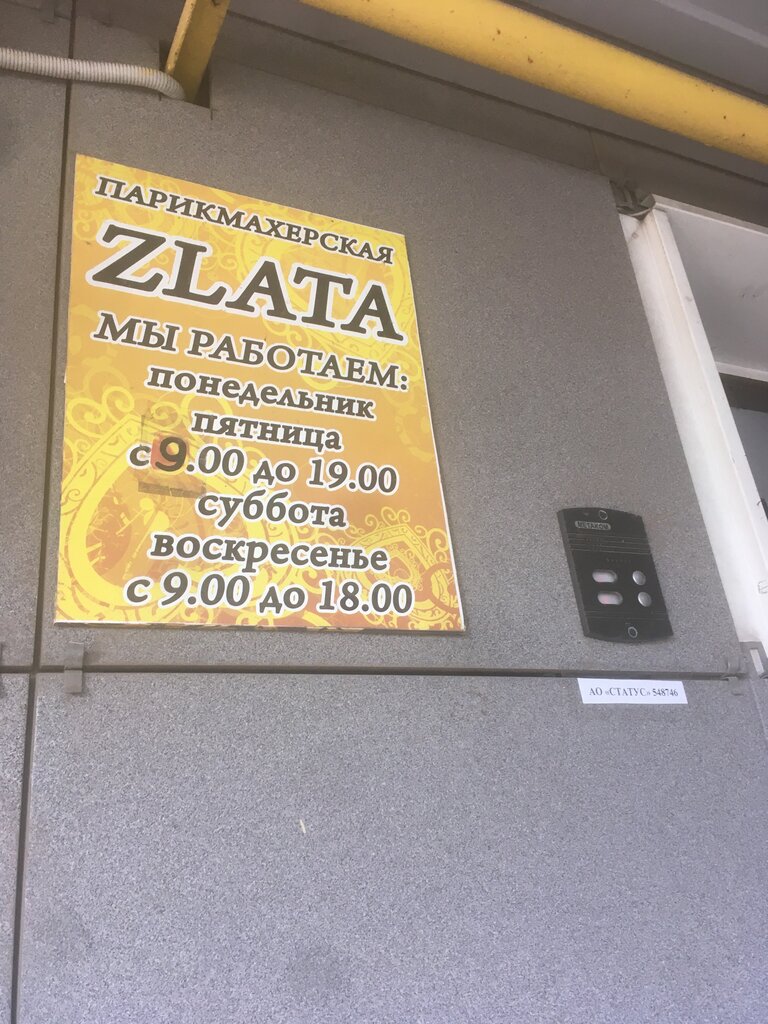 ПАРИКМАХЕРСКАЯ
ZLATA
МЫ РАБОТАЕМ:
понедельник
пятница
с 9.00 до 19.00
суббота
воскресенье
с 9.00 до 18.00
METAKOM
АО «СТАТУС» 548746